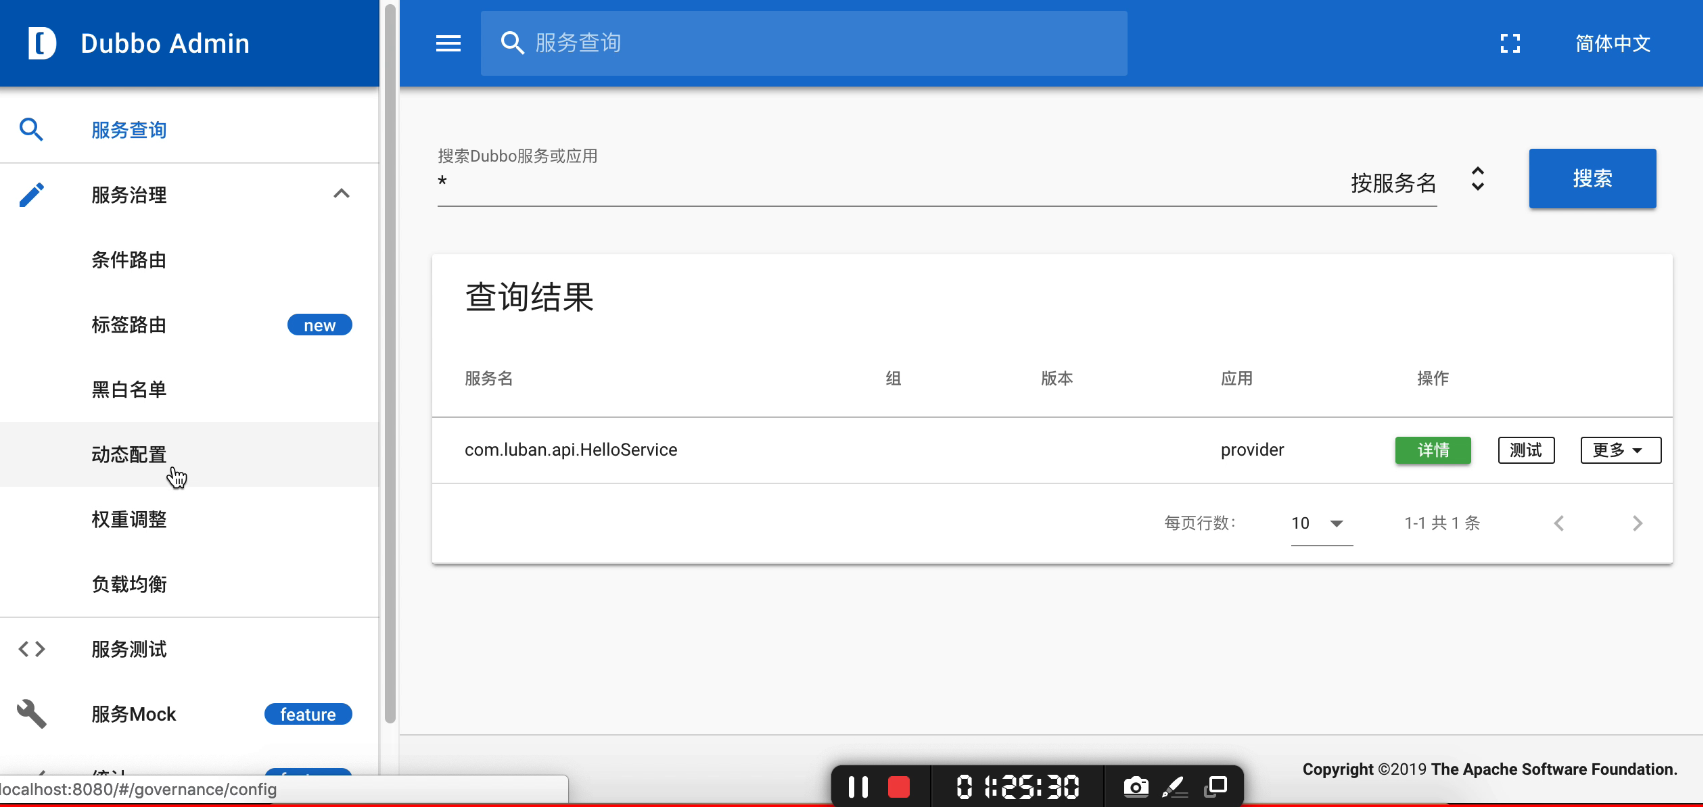 Dubbo Admin
服务查询
简体中文
服务查询
服务治理
条件路由
标签路由 new
黑白名单
动态配置
权重调整
负载均衡
服务测试
服务Mock feature
localhost:8080/#/governance/config
搜索Dubbo服务或应用
* 按服务名
搜索
查询结果
服务名 组 版本 应用 操作
com.luban.api.HelloService provider 详情 测试 更多
每页行数: 10 1-1 共 1 条
Copyright ©2019 The Apache Software Foundation.
01:25:30